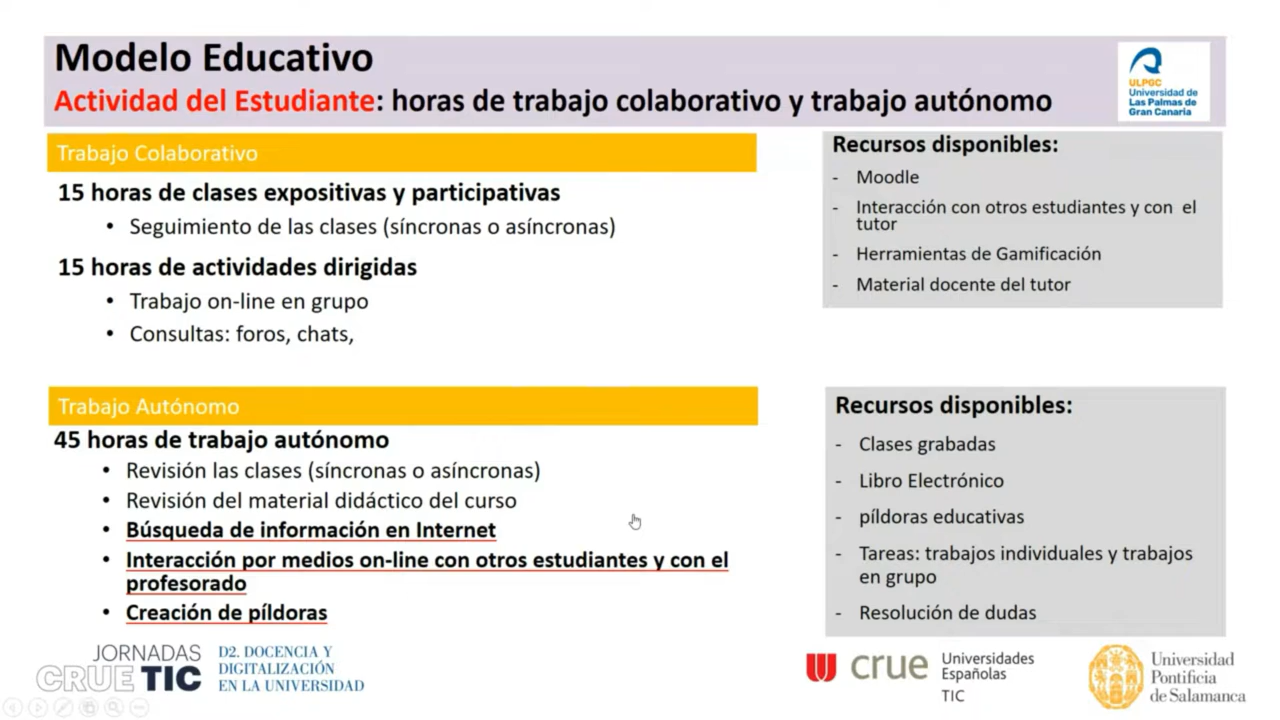 Modelo Educativo
Actividad del Estudiante: horas de trabajo colaborativo y trabajo autónomo
ULPGC
Universidad de
Las Palmas de
Gran Canaria
Trabajo Colaborativo
15 horas de clases expositivas y participativas
• Seguimiento de las clases (síncronas o asíncronas)
15 horas de actividades dirigidas
• Trabajo on-line en grupo
• Consultas: foros, chats,
Recursos disponibles:
- Moodle
- Interacción con otros estudiantes y con el
tutor
- Herramientas de Gamificación
- Material docente del tutor
Trabajo Autónomo
45 horas de trabajo autónomo
• Revisión las clases (síncronas o asíncronas)
• Revisión del material didáctico del curso
• Búsqueda de información en Internet
• Interacción por medios on-line con otros estudiantes y con el
profesorado
• Creación de píldoras
Recursos disponibles:
- Clases grabadas
- Libro Electrónico
- píldoras educativas
- Tareas: trabajos individuales y trabajos
en grupo
- Resolución de dudas
JORNADAS
CRUE TIC
D2. DOCENCIA Y
DIGITALIZACIÓN
EN LA UNIVERSIDAD
crue
Universidades
Españolas
TIC
Universidad
Pontificia
de Salamanca